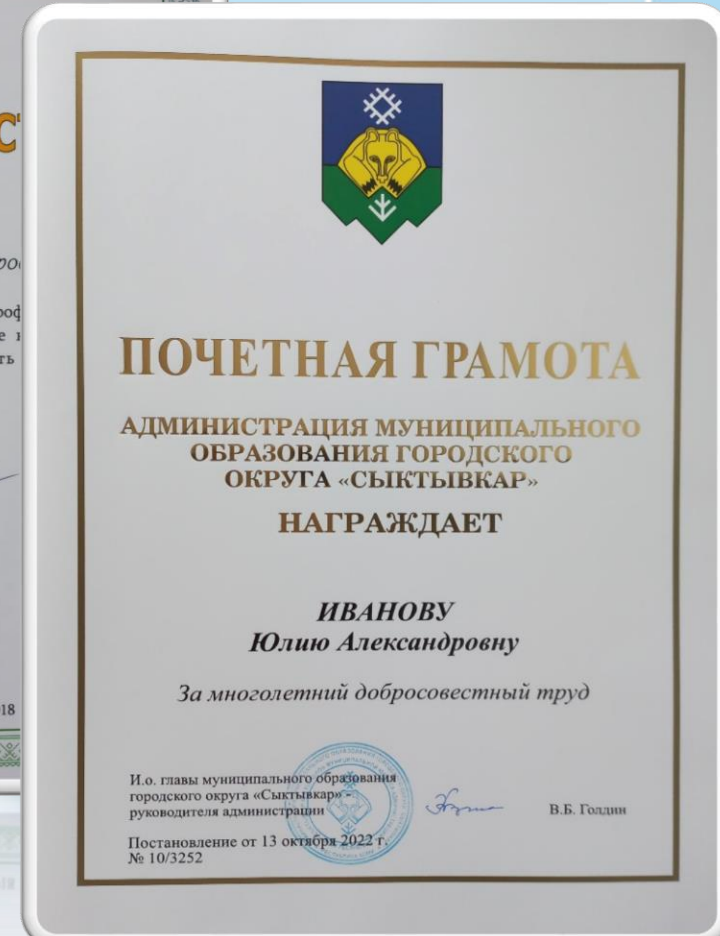 ПОЧЕТНАЯ ГРАМОТА
АДМИНИСТРАЦИЯ МУНИЦИПАЛЬНОГО
ОБРАЗОВАНИЯ ГОРОДСКОГО
ОКРУГА «СЫКТЫВКАР»
НАГРАЖДАЕТ
ИВАНОВУ
Юлию Александровну
За многолетний добросовестный труд
И.о. главы муниципального образования
городского округа «Сыктывкар» -
руководителя администрации
В.Б. Голдин
Постановление от 13 октября 2022 г.
№ 10/3252